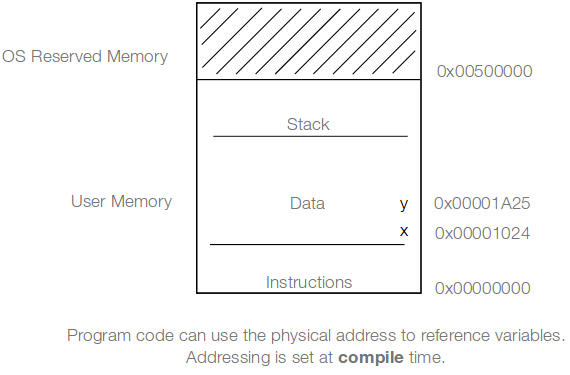 OS Reserved Memory
0x00500000
Stack
User Memory
Data
y
0x00001A25
x
0x00001024
Instructions
0x00000000
Program code can use the physical address to reference variables.
Addressing is set at compile time.